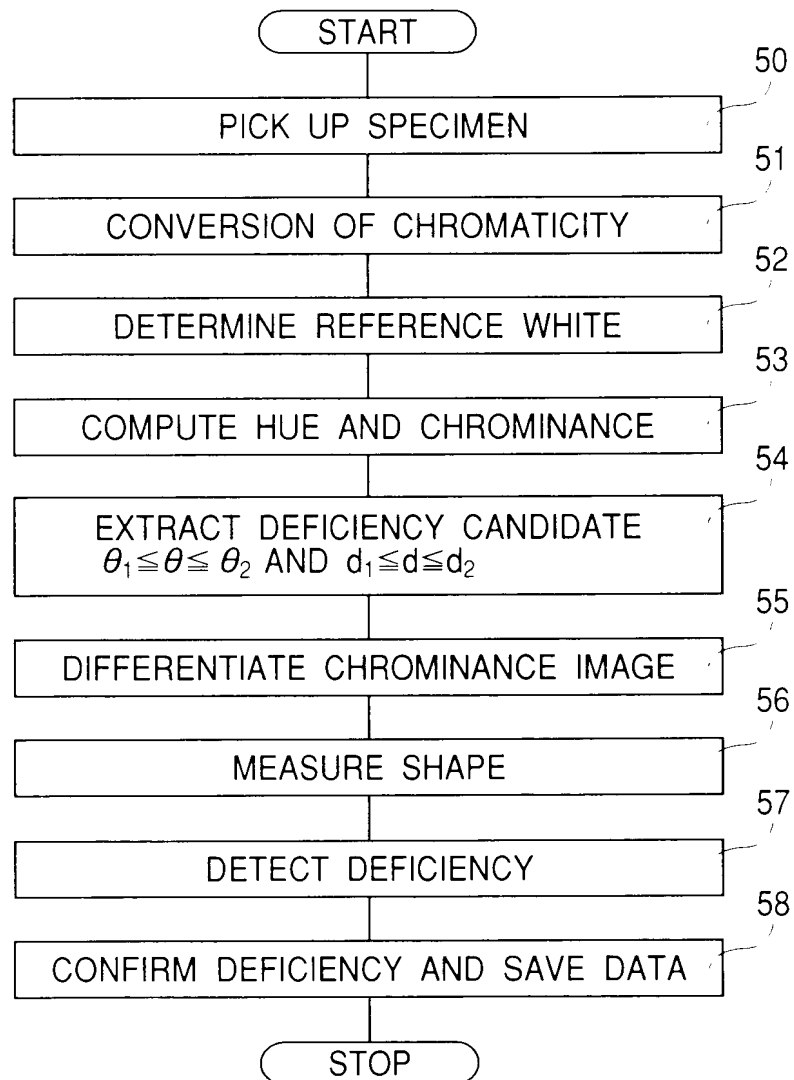 START
50
PICK UP SPECIMEN
51
CONVERSION OF CHROMATICITY
52
DETERMINE REFERENCE WHITE
53
COMPUTE HUE AND CHROMINANCE
54
EXTRACT DEFICIENCY CANDIDATE
θ₁≦θ≦θ₂ AND d₁≦d≦d₂
55
DIFFERENTIATE CHROMINANCE IMAGE
56
MEASURE SHAPE
57
DETECT DEFICIENCY
58
CONFIRM DEFICIENCY AND SAVE DATA
STOP